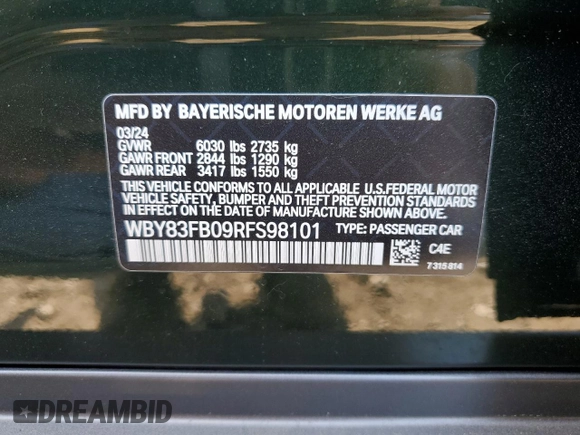 MFD BY BAYERISCHE MOTOREN WERKE AG
03/24
GVWR 6030 lbs 2735 kg
GAWR FRONT 2844 lbs 1290 kg
GAWR REAR 3417 lbs 1550 kg
THIS VEHICLE CONFORMS TO ALL APPLICABLE U.S.FEDERAL MOTOR
VEHICLE SAFETY, BUMPER AND THEFT PREVENTION STANDARDS
IN EFFECT ON THE DATE OF MANUFACTURE SHOWN ABOVE.
WBY83FB09RFS98101 TYPE: PASSENGER CAR
C4E
7 315 814
DREAMBID